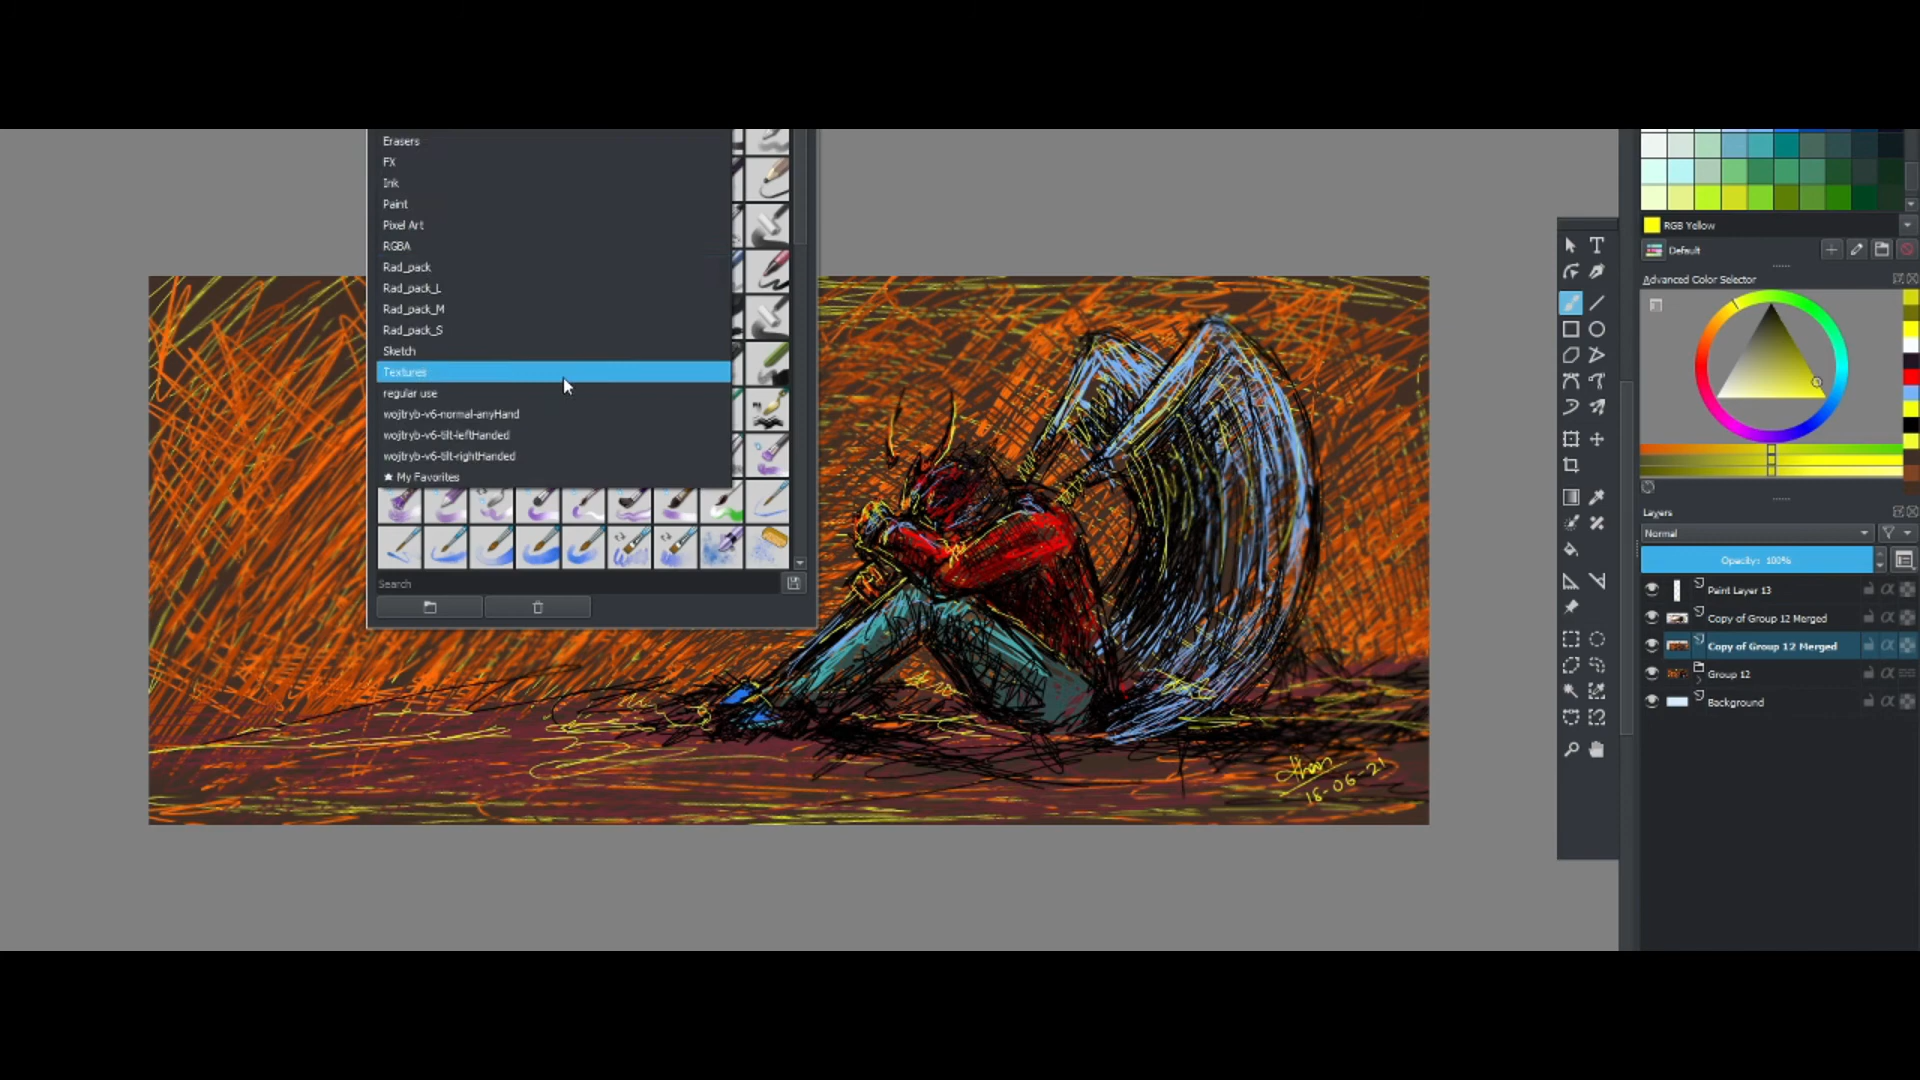 Erasers
FX
Ink
Paint
Pixel Art
RGBA
Rad_pack
Rad_pack_L
Rad_pack_M
Rad_pack_S
Sketch
Textures
regular use
wojtryb-v6-normal-anyHand
wojtryb-v6-tilt-leftHanded
wojtryb-v6-tilt-rightHanded
★ My Favorites
Search
18-06-21
RGB Yellow
Default
Advanced Color Selector
Layers
Normal
Opacity: 100%
Paint Layer 13
Copy of Group 12 Merged
Copy of Group 12 Merged
Group 12
Background